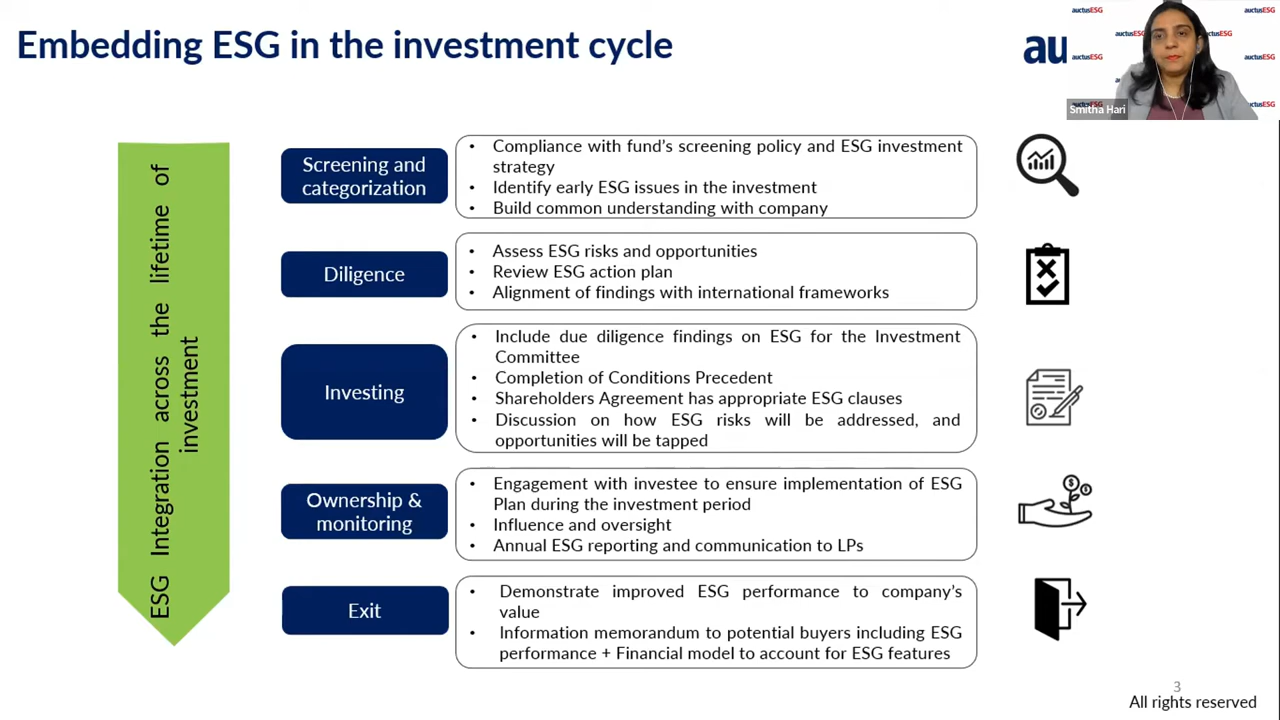 Embedding ESG in the investment cycle
au
auctusESG
auctusESG
auctusESG
auctusESG
auctusESG
auctusESG
auctusESG
Smitha Hari
ESG Integration across the lifetime of
investment
Screening and
categorization
• Compliance with fund's screening policy and ESG investment
strategy
• Identify early ESG issues in the investment
• Build common understanding with company
Diligence
• Assess ESG risks and opportunities
• Review ESG action plan
• Alignment of findings with international frameworks
Investing
• Include due diligence findings on ESG for the Investment
Committee
• Completion of Conditions Precedent
• Shareholders Agreement has appropriate ESG clauses
• Discussion on how ESG risks will be addressed, and
opportunities will be tapped
Ownership &
monitoring
• Engagement with investee to ensure implementation of ESG
Plan during the investment period
• Influence and oversight
• Annual ESG reporting and communication to LPs
Exit
• Demonstrate improved ESG performance to company's
value
• Information memorandum to potential buyers including ESG
performance + Financial model to account for ESG features
3
All rights reserved